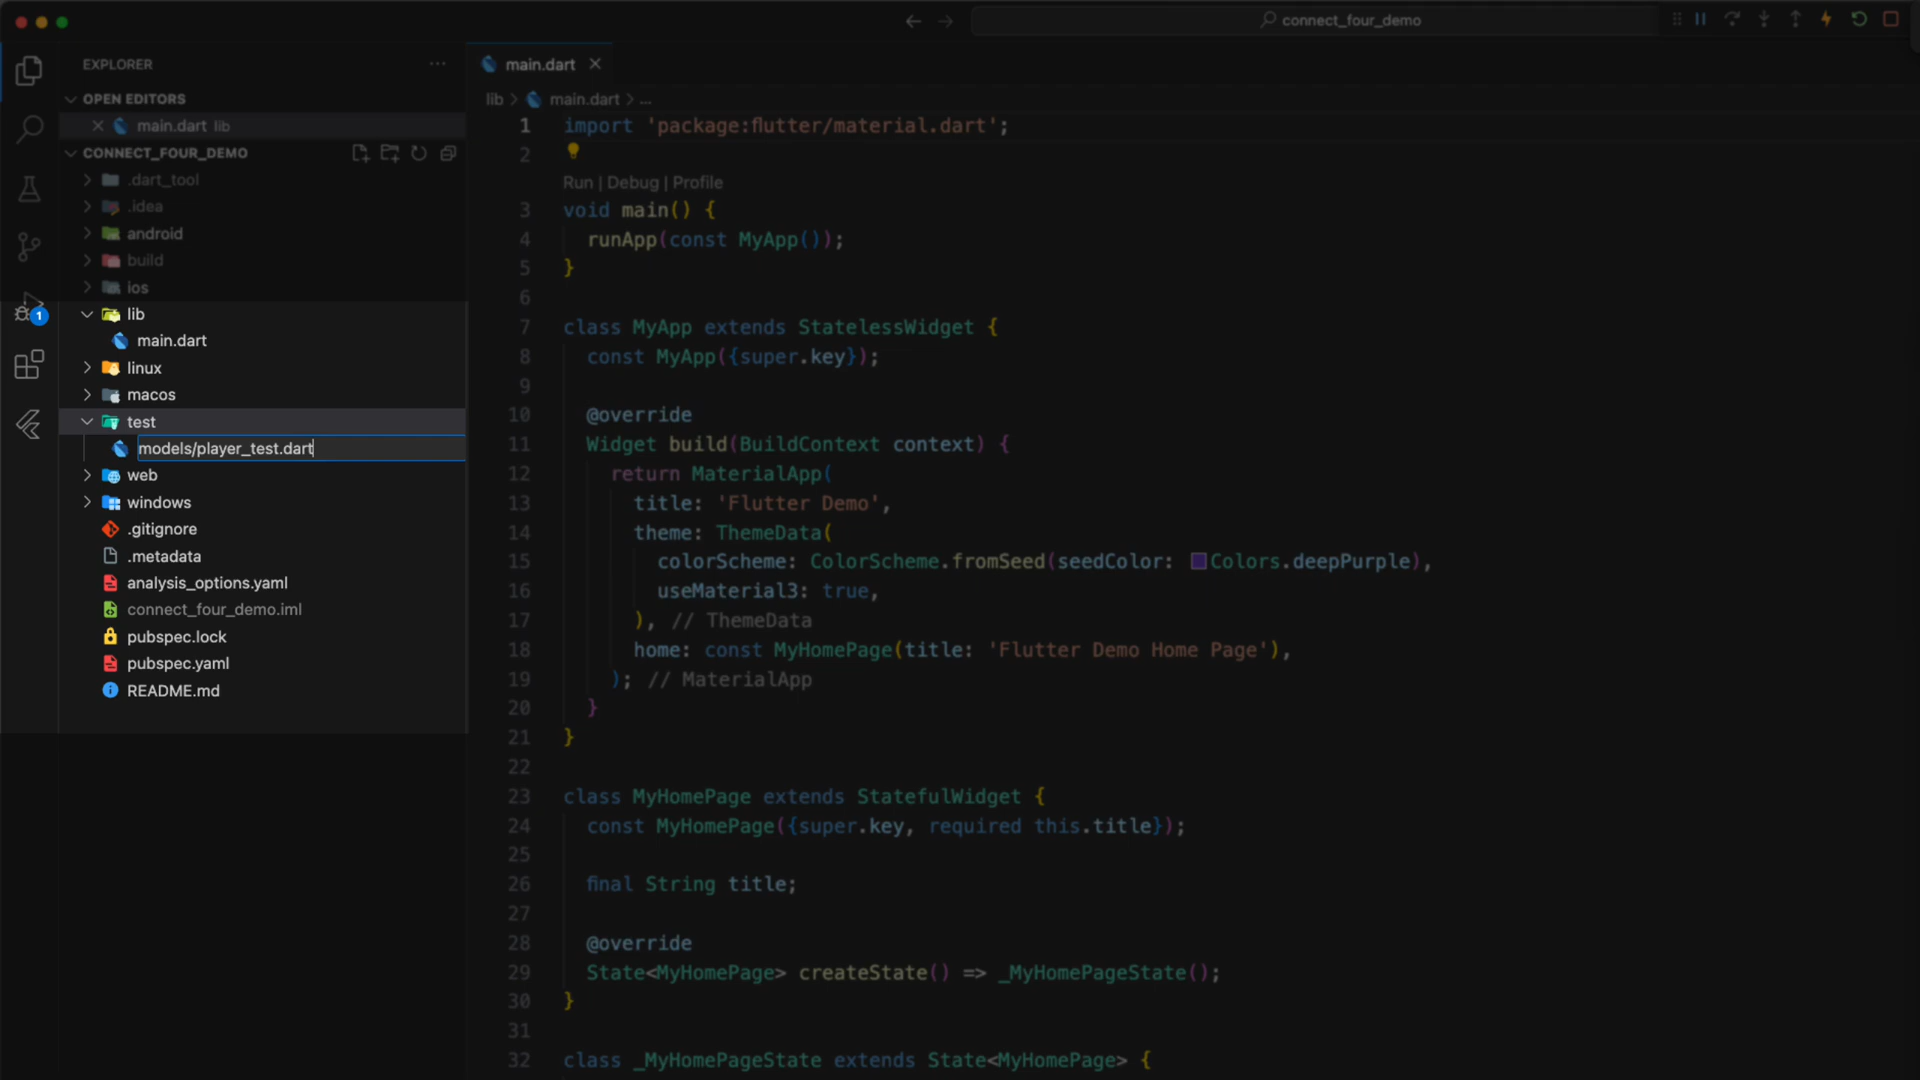 connect_four_demo
EXPLORER
OPEN EDITORS
main.dart lib
CONNECT_FOUR_DEMO
.dart_tool
.idea
android
build
ios
lib
main.dart
linux
macos
test
models/player_test.dart
web
windows
.gitignore
.metadata
analysis_options.yaml
connect_four_demo.iml
pubspec.lock
pubspec.yaml
README.md
1
main.dart
lib > main.dart > ...
1 import 'package:flutter/material.dart';
2
Run | Debug | Profile
3 void main() {
4 runApp(const MyApp());
5 }
6
7 class MyApp extends StatelessWidget {
8 const MyApp({super.key});
9
10 @override
11 Widget build(BuildContext context) {
12 return MaterialApp(
13 title: 'Flutter Demo',
14 theme: ThemeData(
15 colorScheme: ColorScheme.fromSeed(seedColor: Colors.deepPurple),
16 useMaterial3: true,
17 ), // ThemeData
18 home: const MyHomePage(title: 'Flutter Demo Home Page'),
19 ); // MaterialApp
20 }
21 }
22
23 class MyHomePage extends StatefulWidget {
24 const MyHomePage({super.key, required this.title});
25
26 final String title;
27
28 @override
29 State<MyHomePage> createState() => _MyHomePageState();
30 }
31
32 class _MyHomePageState extends State<MyHomePage> {